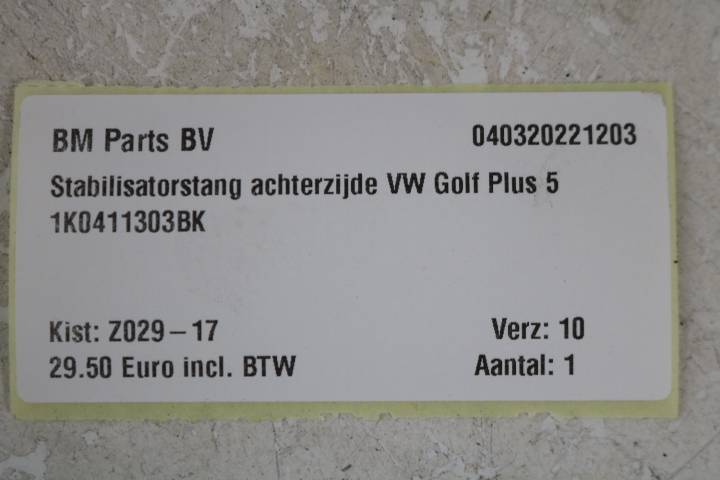 BM Parts BV 040320221203
Stabilisatorstang achterzijde VW Golf Plus 5
1K0411303BK
Kist: Z029-17 Verz: 10
29.50 Euro incl. BTW Aantal: 1